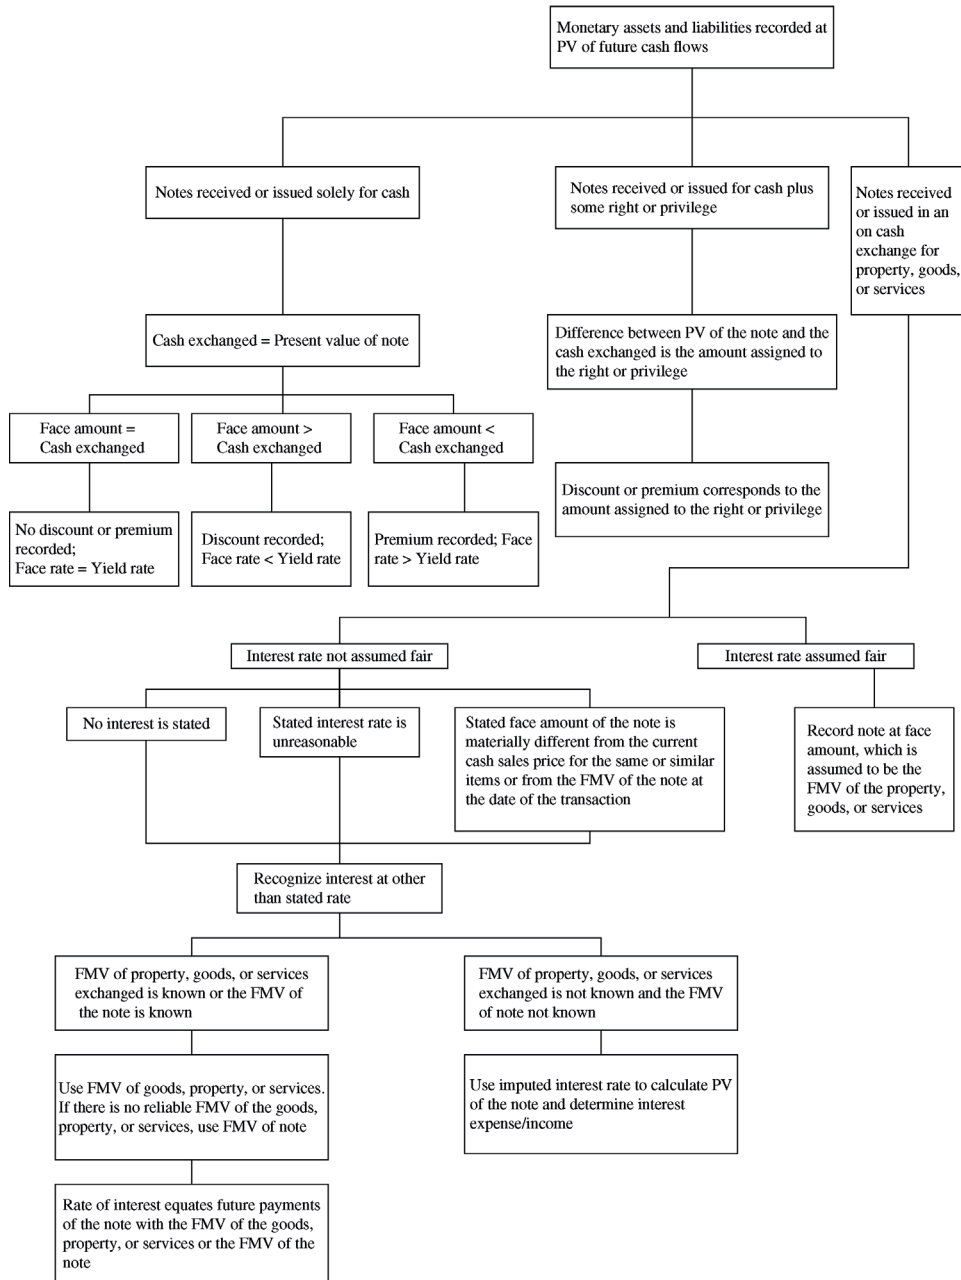 Monetary assets and liabilities recorded at
PV of future cash flows
Notes received or issued solely for cash
Notes received or issued for cash plus
some right or privilege
Notes received
or issued in an
on cash
exchange for
property, goods,
or services
Cash exchanged = Present value of note
Difference between PV of the note and the
cash exchanged is the amount assigned to
the right or privilege
Face amount =
Cash exchanged
Face amount >
Cash exchanged
Face amount <
Cash exchanged
Discount or premium corresponds to the
amount assigned to the right or privilege
No discount or premium
recorded;
Face rate = Yield rate
Discount recorded;
Face rate < Yield rate
Premium recorded; Face
rate > Yield rate
Interest rate not assumed fair
Interest rate assumed fair
No interest is stated
Stated interest rate is
unreasonable
Stated face amount of the note is
materially different from the current
cash sales price for the same or similar
items or from the FMV of the note at
the date of the transaction
Record note at face
amount, which is
assumed to be the
FMV of the property,
goods, or services
Recognize interest at other
than stated rate
FMV of property, goods, or services
exchanged is known or the FMV of
the note is known
FMV of property, goods, or services
exchanged is not known and the FMV
of note not known
Use FMV of goods, property, or services.
If there is no reliable FMV of the goods,
property, or services, use FMV of note
Use imputed interest rate to calculate PV
of the note and determine interest
expense/income
Rate of interest equates future payments
of the note with the FMV of the goods,
property, or services or the FMV of the
note